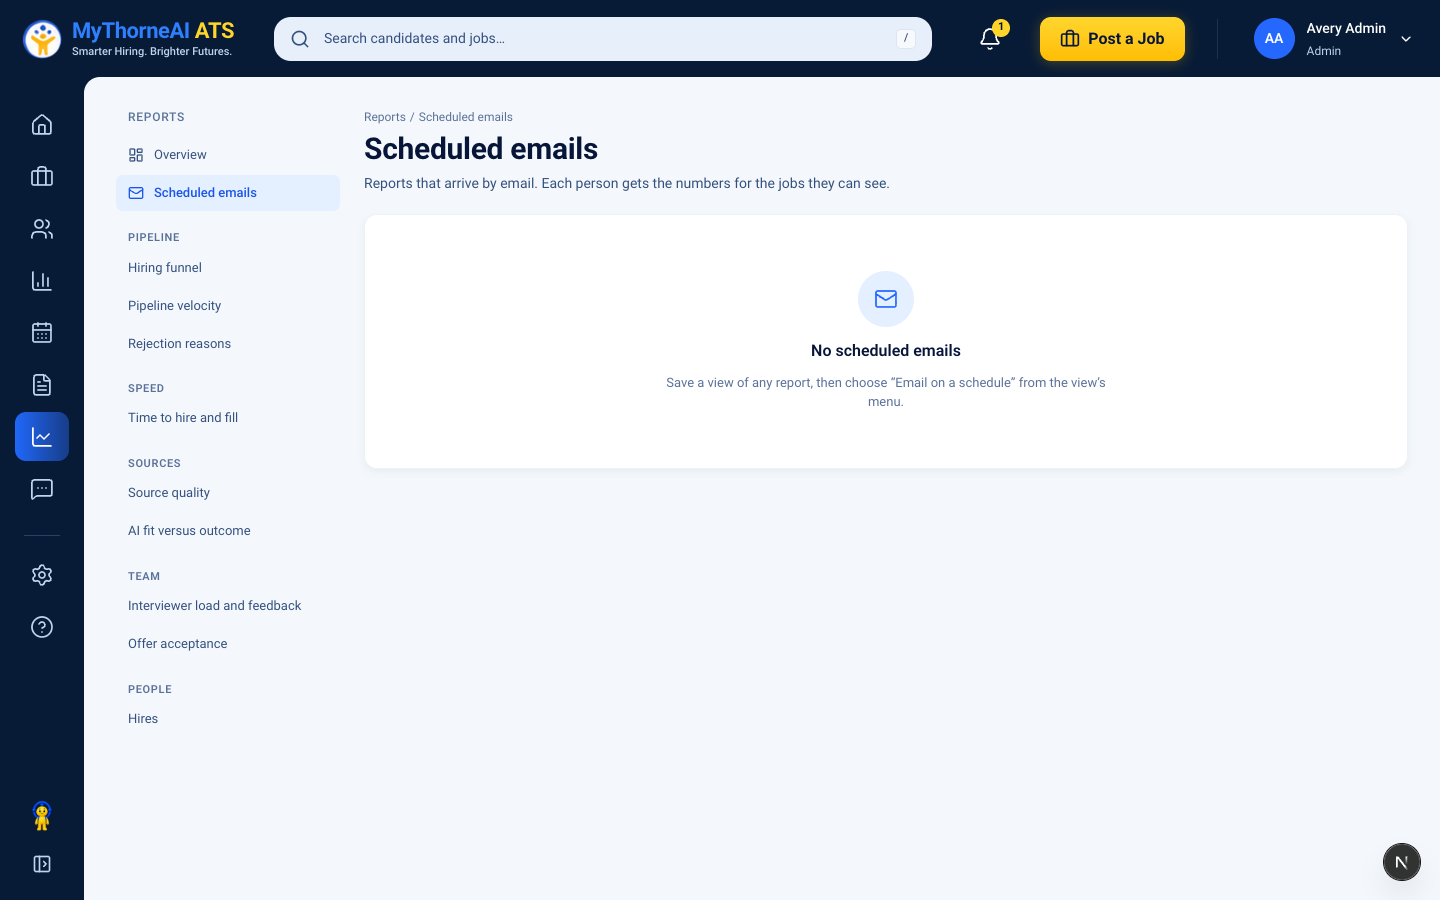 MyThorneAI ATS
Smarter Hiring. Brighter Futures.
Search candidates and jobs...
/
1
Post a Job
AA
Avery Admin
Admin
REPORTS
Overview
Scheduled emails
PIPELINE
Hiring funnel
Pipeline velocity
Rejection reasons
SPEED
Time to hire and fill
SOURCES
Source quality
AI fit versus outcome
TEAM
Interviewer load and feedback
Offer acceptance
PEOPLE
Hires
Reports / Scheduled emails
Scheduled emails
Reports that arrive by email. Each person gets the numbers for the jobs they can see.
No scheduled emails
Save a view of any report, then choose “Email on a schedule” from the view’s
menu.
N